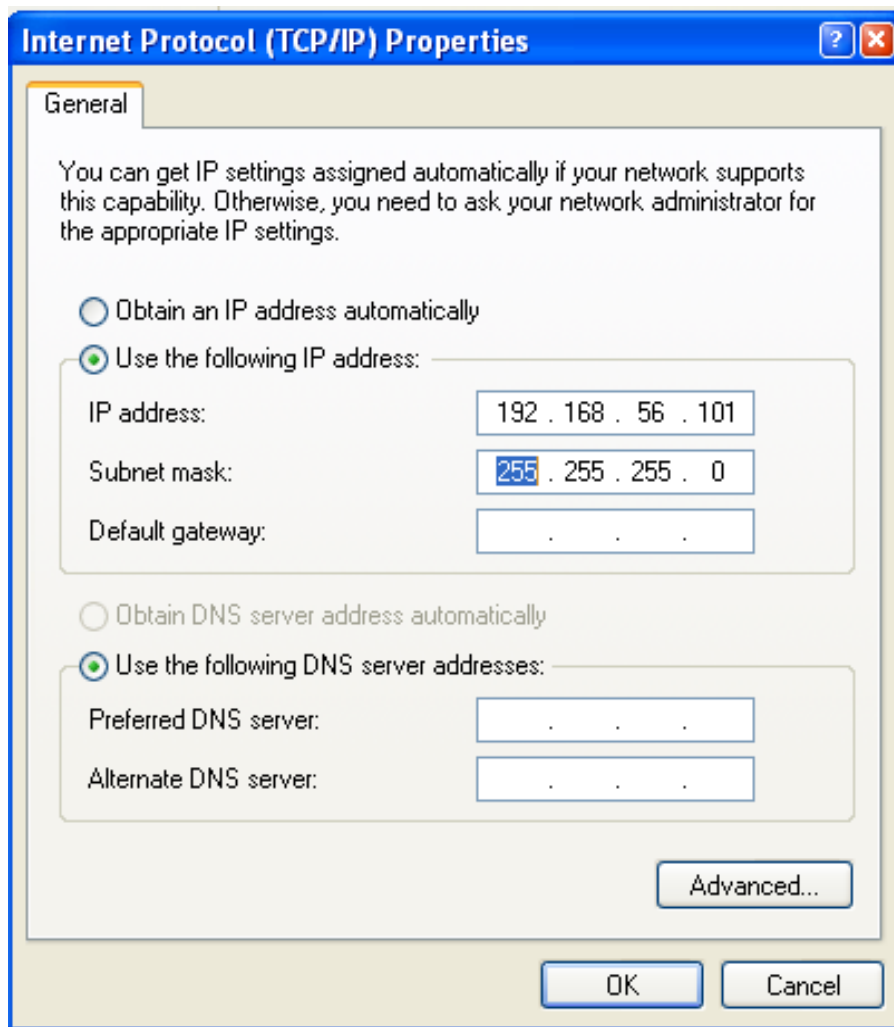 Internet Protocol (TCP/IP) Properties
General
You can get IP settings assigned automatically if your network supports
this capability. Otherwise, you need to ask your network administrator for
the appropriate IP settings.
Obtain an IP address automatically
Use the following IP address:
IP address: 192 . 168 . 56 . 101
Subnet mask: 255 . 255 . 255 . 0
Default gateway: . . .
Obtain DNS server address automatically
Use the following DNS server addresses:
Preferred DNS server: . . .
Alternate DNS server: . . .
Advanced...
OK Cancel